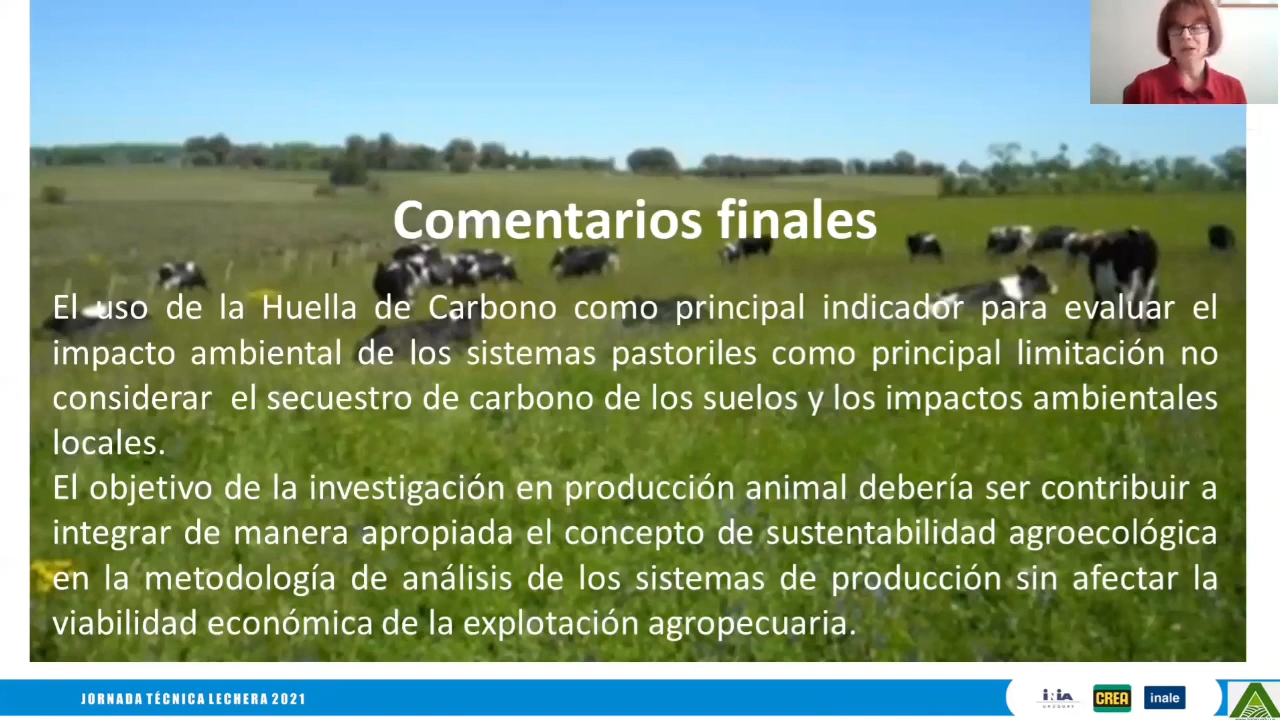 Comentarios finales
El uso de la Huella de Carbono como principal indicador para evaluar el
impacto ambiental de los sistemas pastoriles como principal limitación no
considerar el secuestro de carbono de los suelos y los impactos ambientales
locales.
El objetivo de la investigación en producción animal debería ser contribuir a
integrar de manera apropiada el concepto de sustentabilidad agroecológica
en la metodología de análisis de los sistemas de producción sin afectar la
viabilidad económica de la explotación agropecuaria.
JORNADA TÉCNICA LECHERA 2021
inia
URUGUAY
CREA
inale